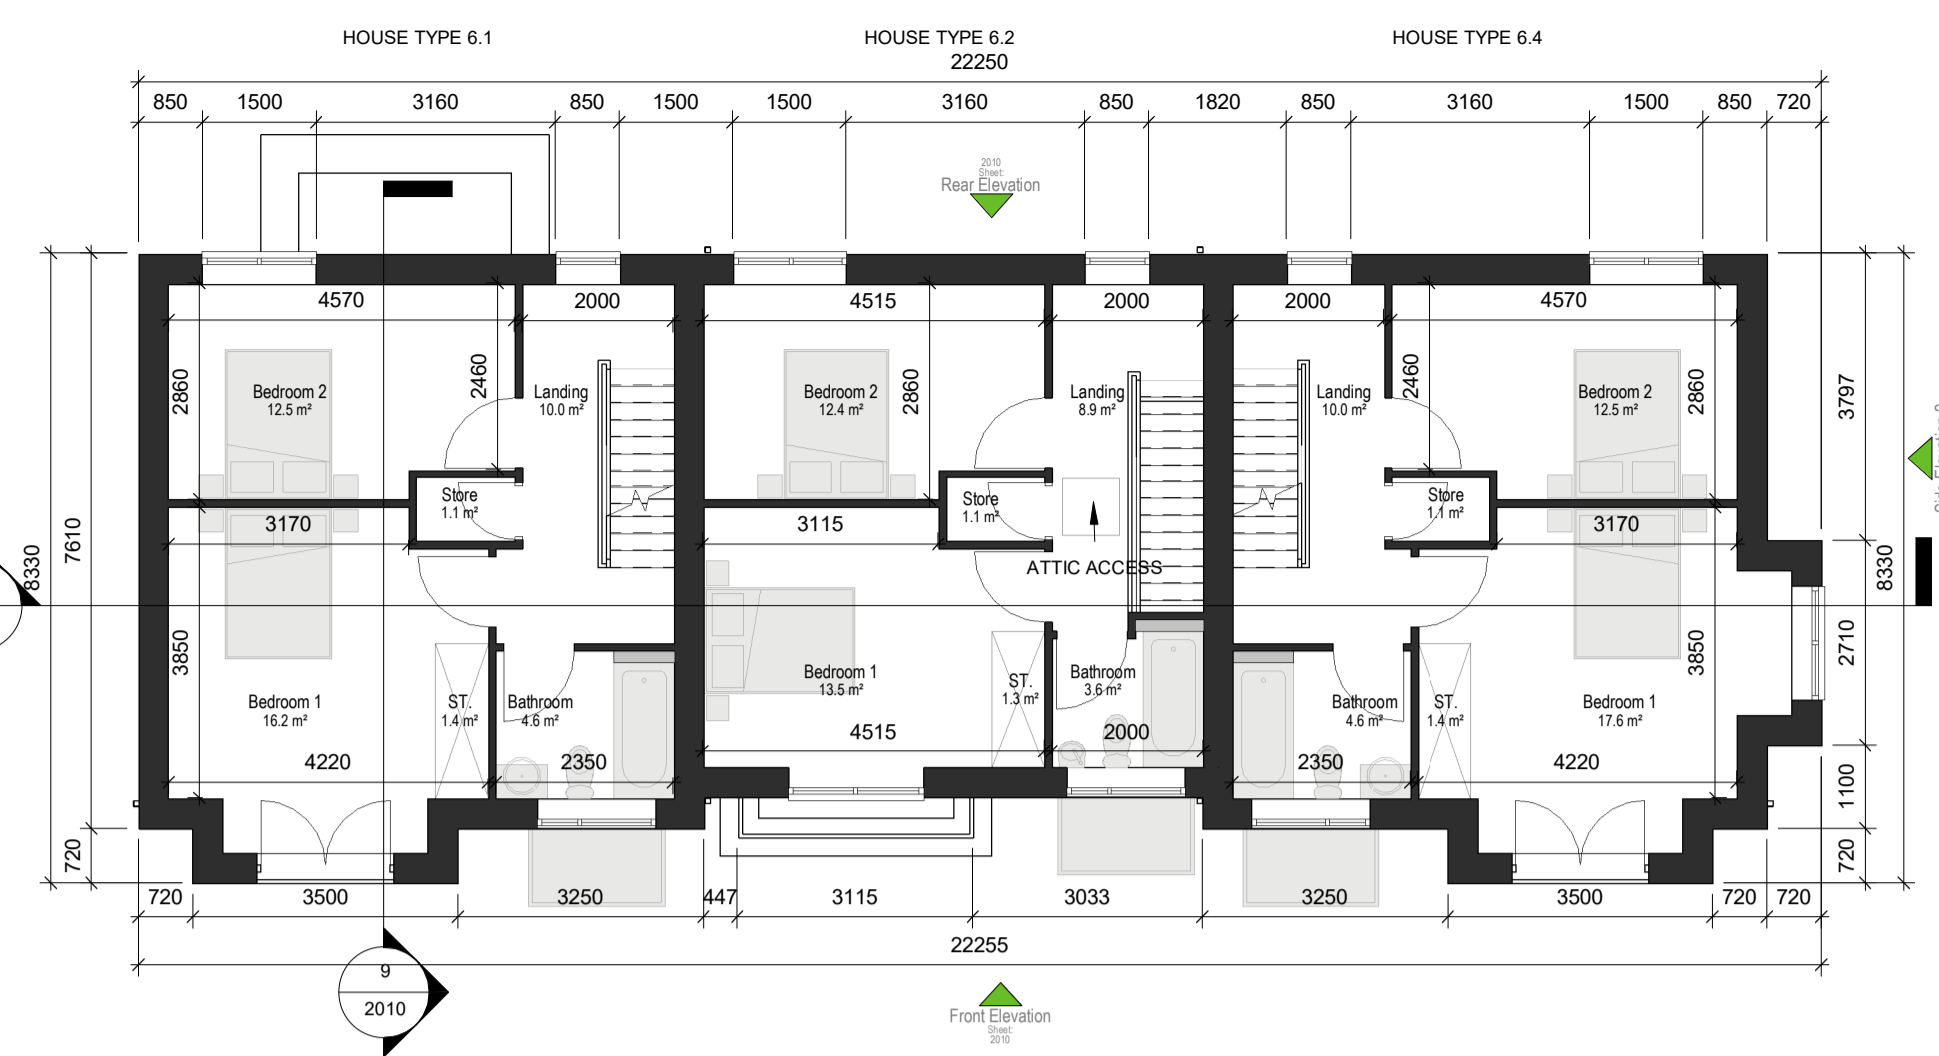 HOUSE TYPE 6.1
HOUSE TYPE 6.2
HOUSE TYPE 6.4
22250
850 1500 3160 850 1500 1500 3160 850 1820 850 3160 1500 850 720
2010
Sheet:
Rear Elevation
4570 2000 4515 2000 2000 4570
2860
2460
2860
2460
2860
3797
Bedroom 2
12.5 m²
Landing
10.0 m²
Bedroom 2
12.4 m²
Landing
8.9 m²
Landing
10.0 m²
Bedroom 2
12.5 m²
Store
1.1 m²
Store
1.1 m²
Store
1.1 m²
3170 3115 3170
ATTIC ACCESS
8330
7610
8330
2710
3850
3850
Bedroom 1
16.2 m²
ST.
1.4 m²
Bathroom
4.6 m²
Bedroom 1
13.5 m²
ST.
1.3 m²
Bathroom
3.6 m²
Bathroom
4.6 m²
ST.
1.4 m²
Bedroom 1
17.6 m²
4220 2350 4515 2000 2350 4220
1100
720
720
720 3500 3250 447 3115 3033 3250 3500 720 720
22255
9
2010
Front Elevation
Sheet:
2010